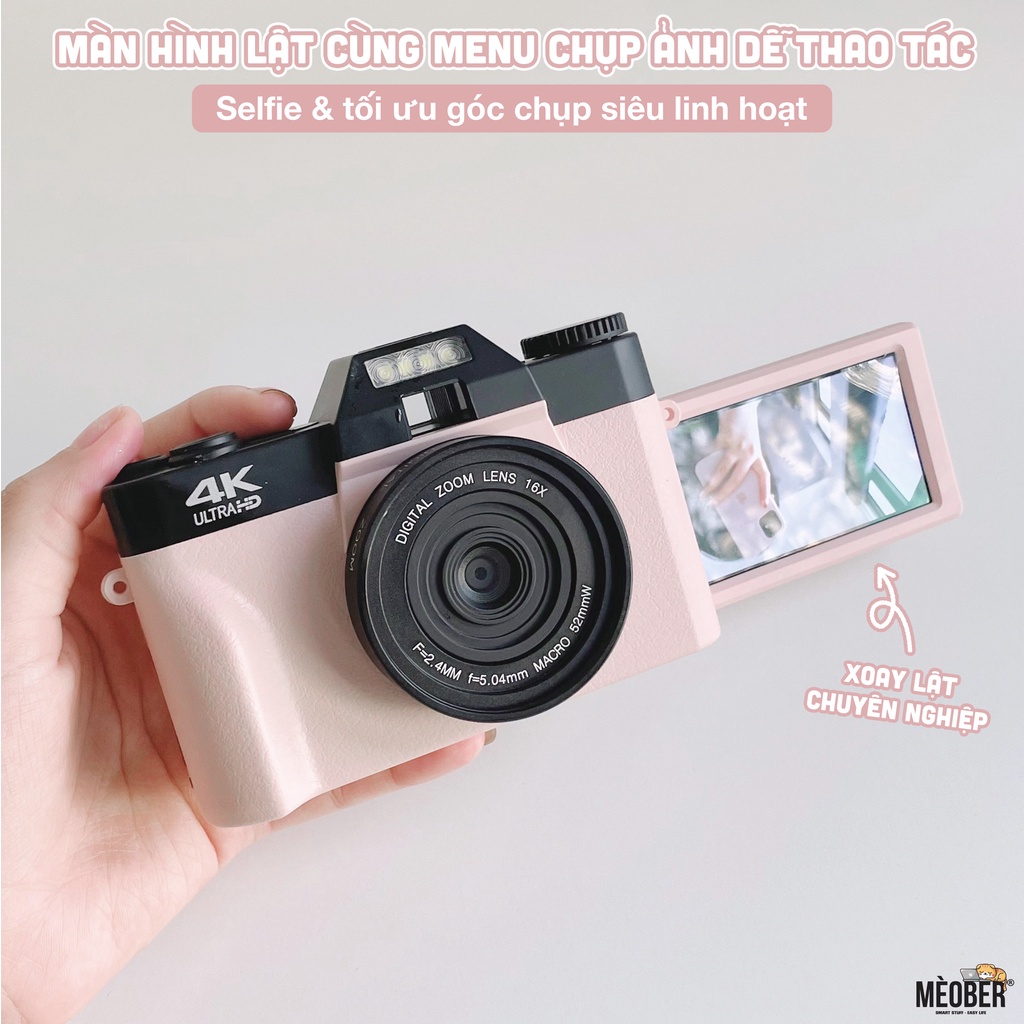 MÀN HÌNH LẬT CÙNG MENU CHỤP ẢNH DỄ THAO TÁC
Selfie & tối ưu góc chụp siêu linh hoạt
4K
ULTRA HD
ZOOM
DIGITAL ZOOM LENS 16X
F=2.4MM f=5.04mm MACRO 52mmW
XOAY LẬT
CHUYÊN NGHIỆP
MÈOBER®
SMART STUFF - EASY LIFE